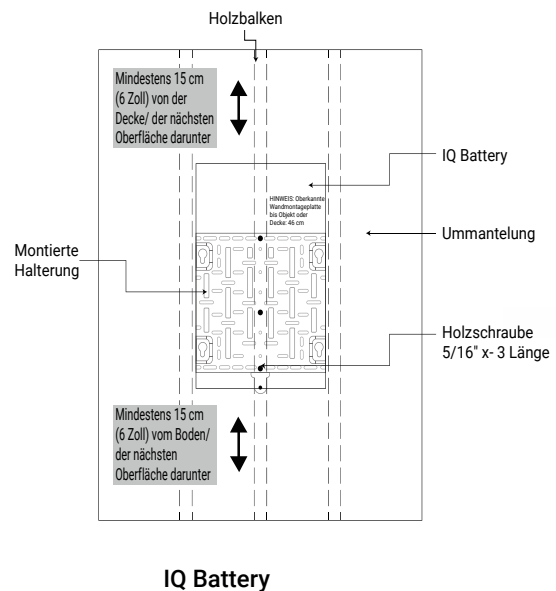 Holzbalken
Mindestens 15 cm
(6 Zoll) von der
Decke/ der nächsten
Oberfläche darunter
IQ Battery
HINWEIS: Oberkannte
Wandmontageplatte
bis Objekt oder
Decke: 46 cm
Ummantelung
Montierte
Halterung
Holzschraube
5/16" x- 3 Länge
Mindestens 15 cm
(6 Zoll) vom Boden/
der nächsten
Oberfläche darunter
IQ Battery